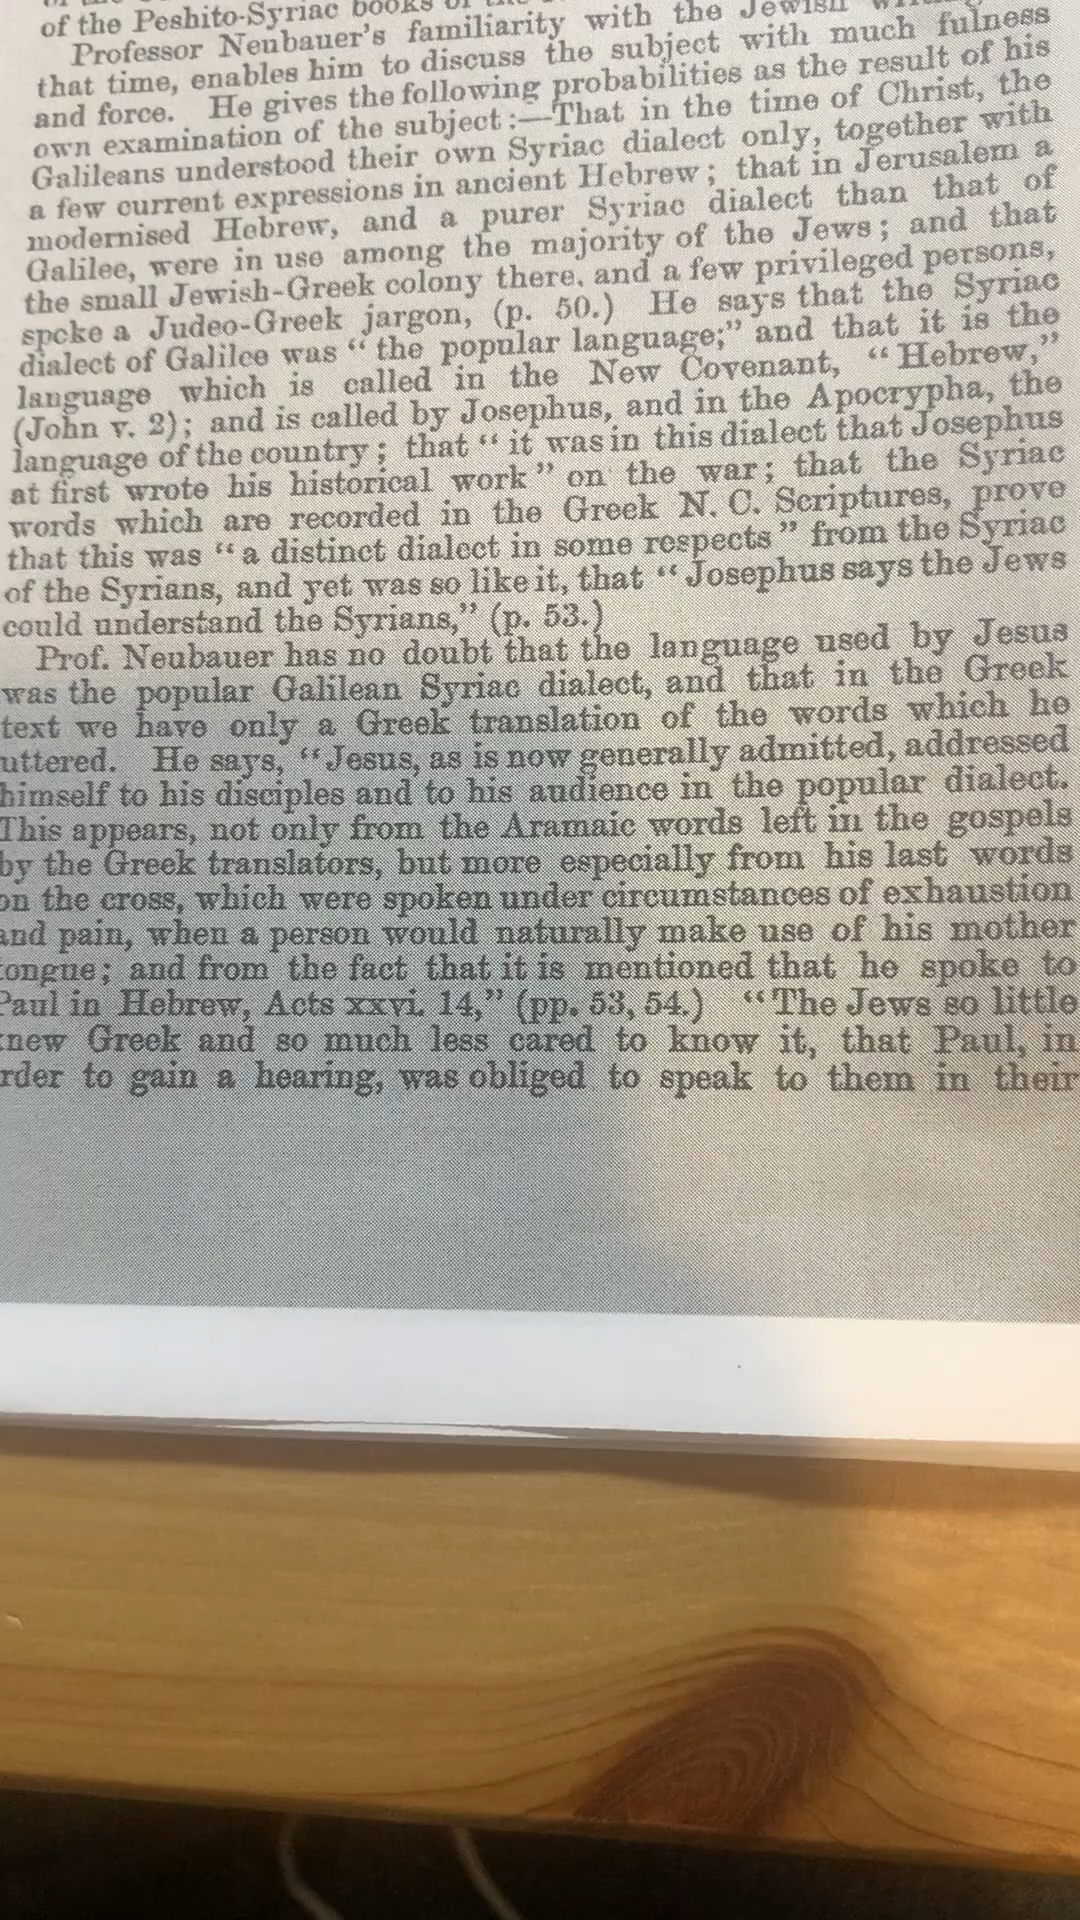 of the Peshito-Syriac books of the
Professor Neubauer's familiarity with the Jewish
that time, enables him to discuss the subject with much fulness
and force. He gives the following probabilities as the result of his
own examination of the subject:—That in the time of Christ, the
Galileans understood their own Syriac dialect only, together with
a few current expressions in ancient Hebrew; that in Jerusalem a
modernised Hebrew, and a purer Syriac dialect than that of
Galilee, were in use among the majority of the Jews; and that
the small Jewish-Greek colony there, and a few privileged persons,
spoke a Judeo-Greek jargon, (p. 50.) He says that the Syriac
dialect of Galilee was “the popular language;” and that it is the
language which is called in the New Covenant, “Hebrew,”
(John v. 2); and is called by Josephus, and in the Apocrypha, the
language of the country; that “it was in this dialect that Josephus
at first wrote his historical work” on the war; that the Syriac
words which are recorded in the Greek N. C. Scriptures, prove
that this was “a distinct dialect in some respects” from the Syriac
of the Syrians, and yet was so like it, that “Josephus says the Jews
could understand the Syrians,” (p. 53.)
Prof. Neubauer has no doubt that the language used by Jesus
was the popular Galilean Syriac dialect, and that in the Greek
text we have only a Greek translation of the words which he
uttered. He says, “Jesus, as is now generally admitted, addressed
himself to his disciples and to his audience in the popular dialect.
This appears, not only from the Aramaic words left in the gospels
by the Greek translators, but more especially from his last words
on the cross, which were spoken under circumstances of exhaustion
and pain, when a person would naturally make use of his mother
tongue; and from the fact that it is mentioned that he spoke to
Paul in Hebrew, Acts xxvi. 14,” (pp. 53, 54.) “The Jews so little
knew Greek and so much less cared to know it, that Paul, in
rder to gain a hearing, was obliged to speak to them in their